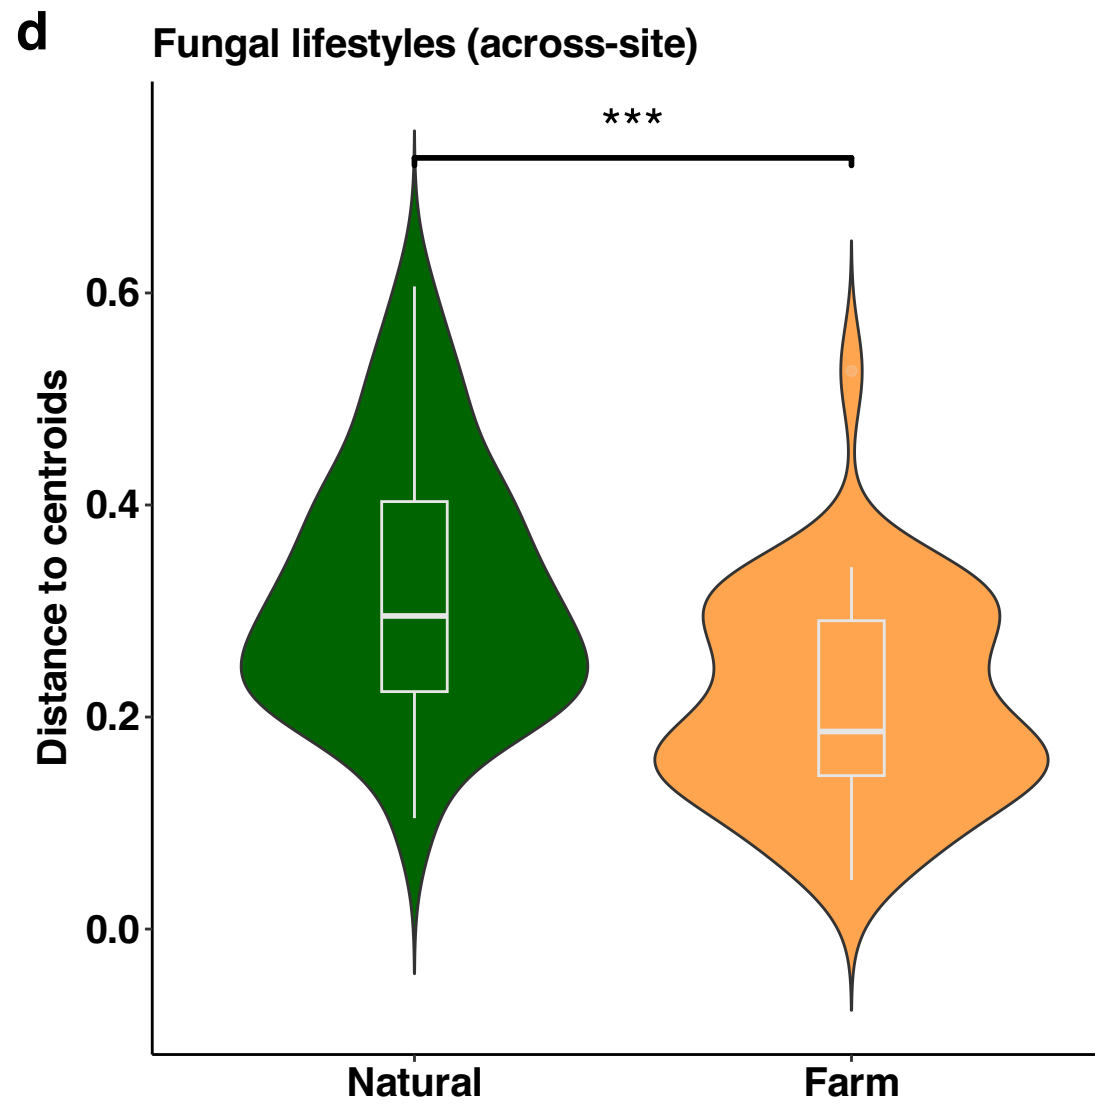 d
Fungal lifestyles (across-site)
***
0.6
0.4
0.2
0.0
Distance to centroids
Natural
Farm